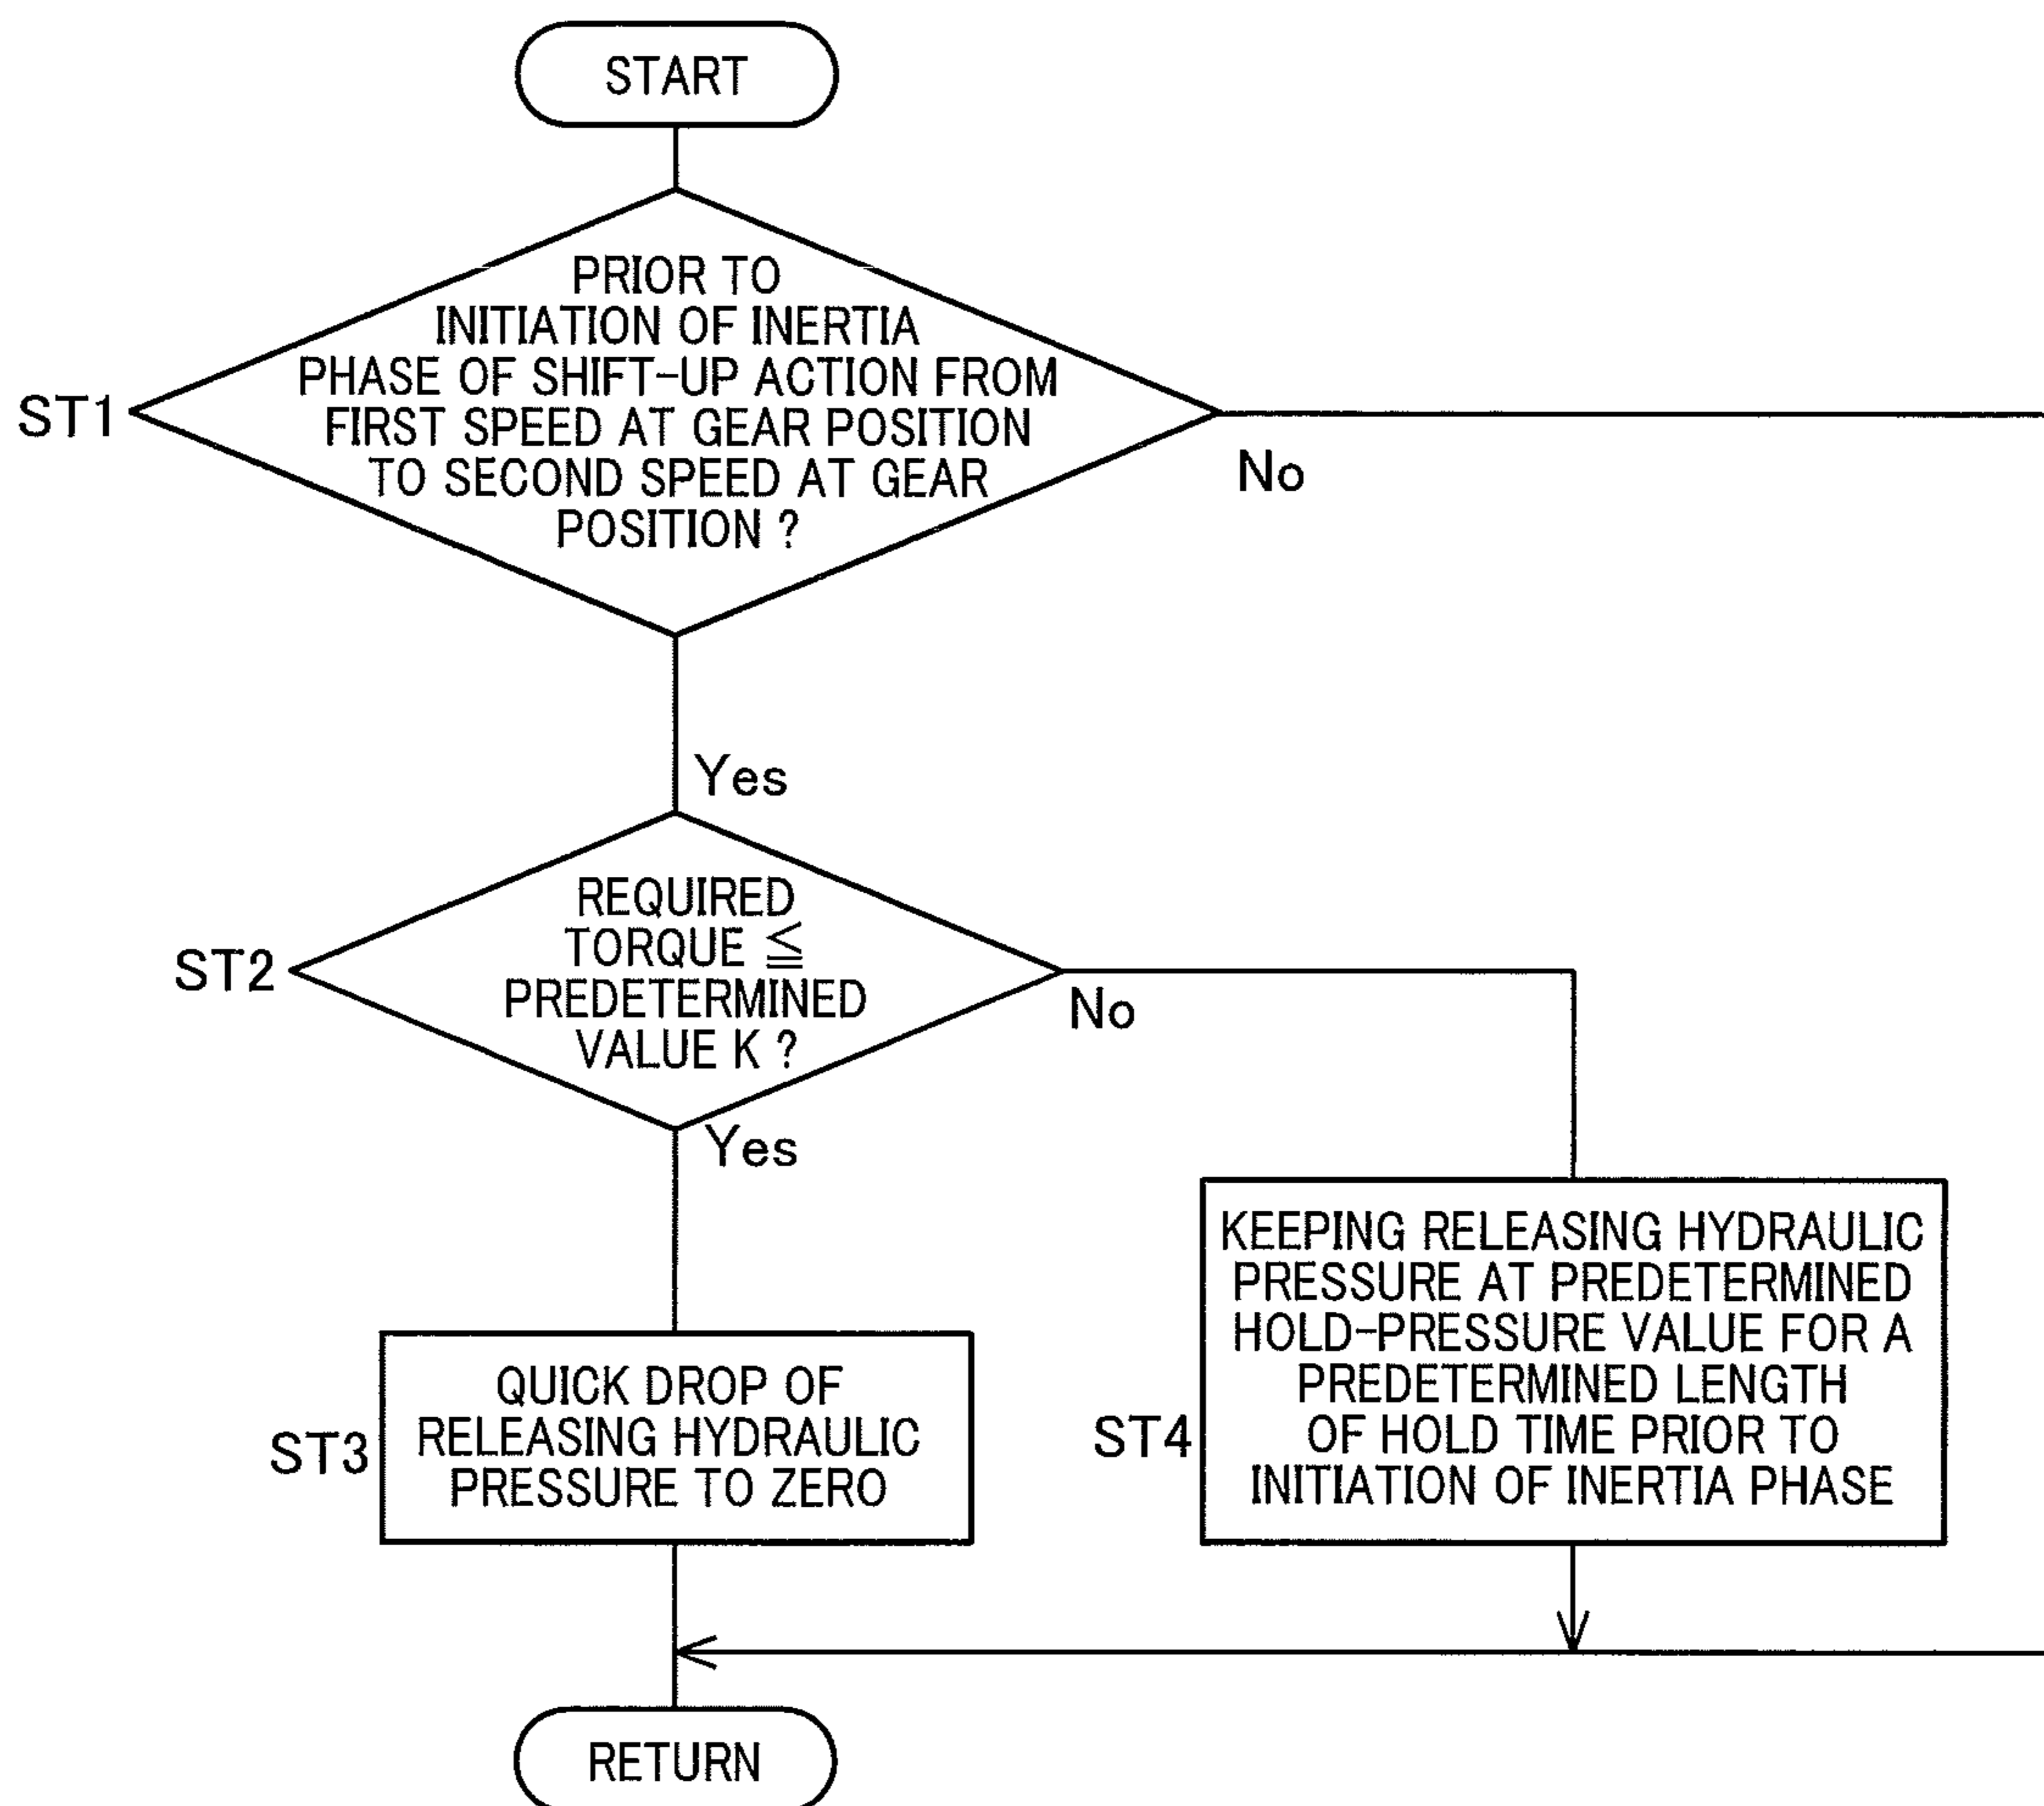 START
PRIOR TO
INITIATION OF INERTIA
PHASE OF SHIFT-UP ACTION FROM
FIRST SPEED AT GEAR POSITION
TO SECOND SPEED AT GEAR
POSITION ?
ST1
No
Yes
REQUIRED
TORQUE ≦
PREDETERMINED
VALUE K ?
ST2
No
Yes
QUICK DROP OF
RELEASING HYDRAULIC
PRESSURE TO ZERO
ST3
KEEPING RELEASING HYDRAULIC
PRESSURE AT PREDETERMINED
HOLD-PRESSURE VALUE FOR A
PREDETERMINED LENGTH
OF HOLD TIME PRIOR TO
INITIATION OF INERTIA PHASE
ST4
RETURN